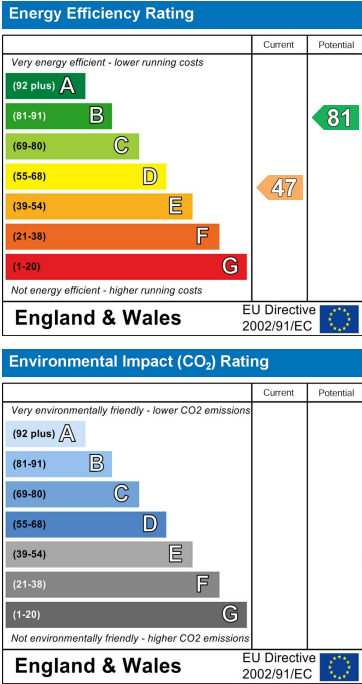 Energy Efficiency Rating
Current Potential
Very energy efficient - lower running costs
(92 plus) A
(81-91) B
81
(69-80) C
(55-68) D
47
(39-54) E
(21-38) F
(1-20) G
Not energy efficient - higher running costs
England & Wales
EU Directive
2002/91/EC
Environmental Impact (CO₂) Rating
Current Potential
Very environmentally friendly - lower CO2 emissions
(92 plus) A
(81-91) B
(69-80) C
(55-68) D
(39-54) E
(21-38) F
(1-20) G
Not environmentally friendly - higher CO2 emissions
England & Wales
EU Directive
2002/91/EC